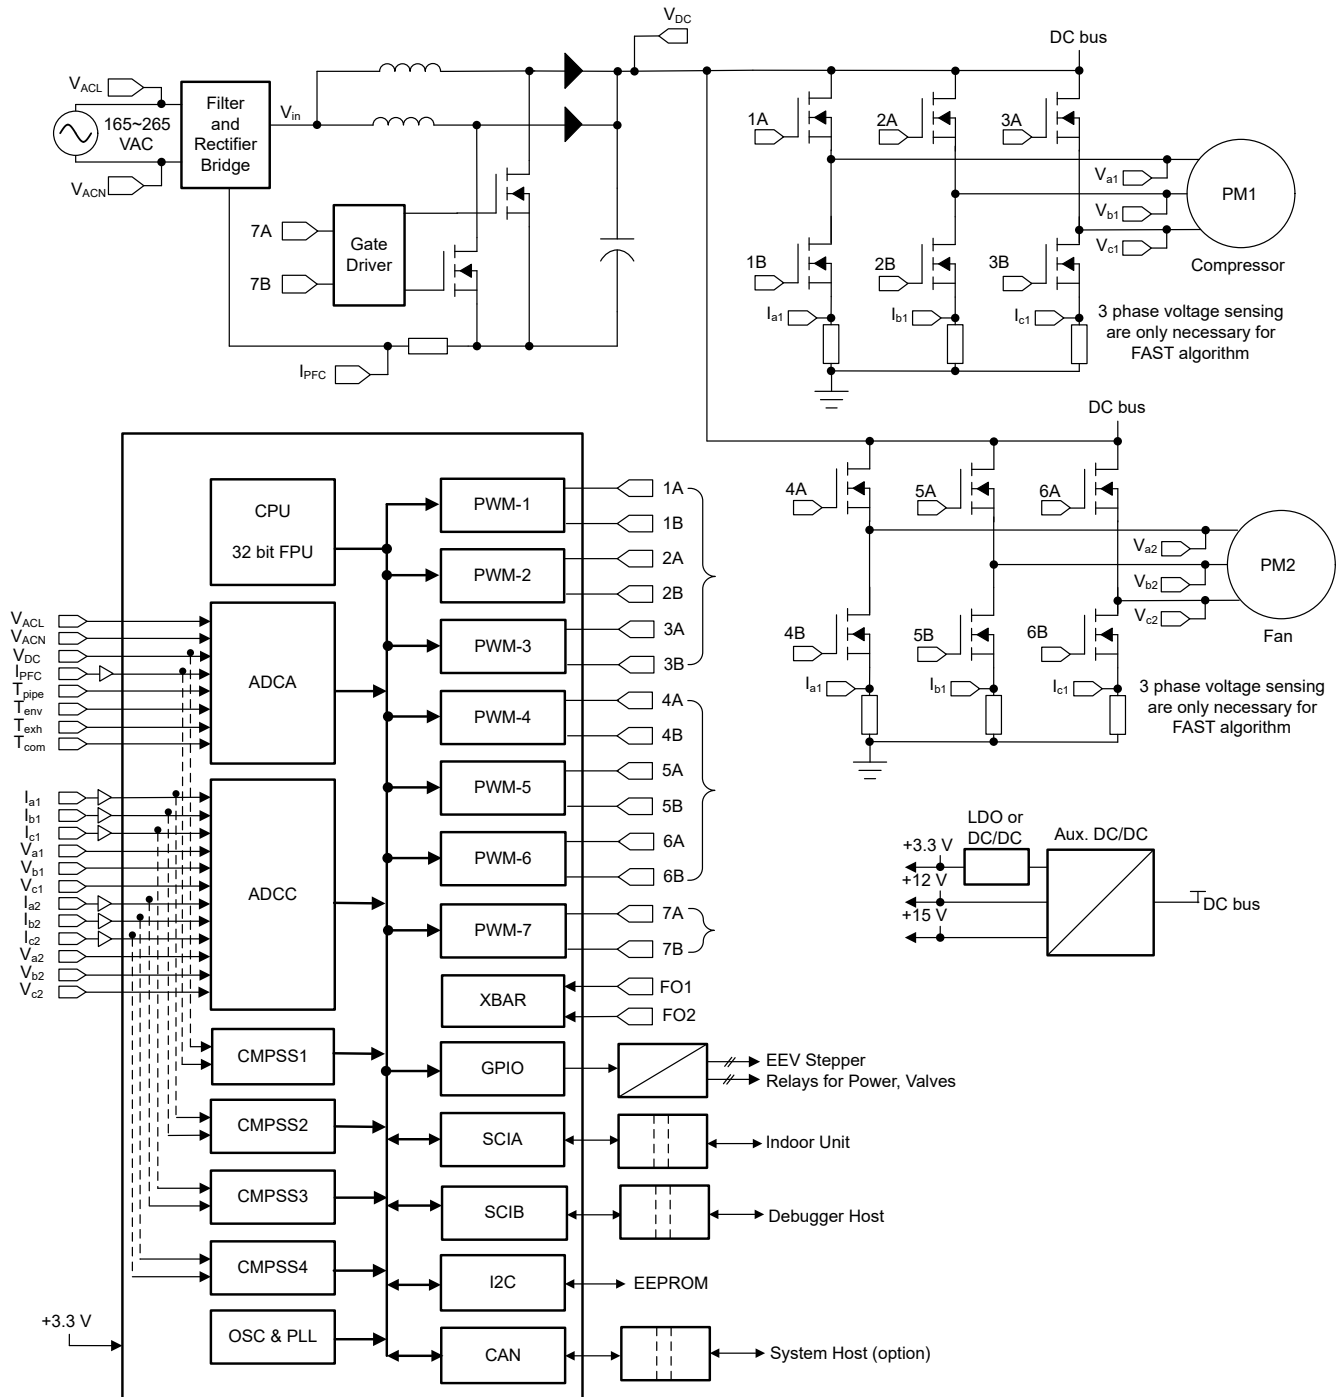 V_DC
DC bus
V_ACL
165~265
VAC
V_ACN
Filter
and
Rectifier
Bridge
V_in
7A
7B
Gate
Driver
I_PFC
1A
2A
3A
V_a1
V_b1
V_c1
PM1
Compressor
1B
2B
3B
I_a1
I_b1
I_c1
3 phase voltage sensing
are only necessary for
FAST algorithm
DC bus
4A
5A
6A
V_a2
V_b2
V_c2
PM2
Fan
4B
5B
6B
I_a1
I_b1
I_c1
3 phase voltage sensing
are only necessary for
FAST algorithm
CPU
32 bit FPU
V_ACL
V_ACN
V_DC
I_PFC
T_pipe
T_env
T_exh
T_com
ADCA
I_a1
I_b1
I_c1
V_a1
V_b1
V_c1
I_a2
I_b2
I_c2
V_a2
V_b2
V_c2
ADCC
CMPSS1
CMPSS2
CMPSS3
CMPSS4
OSC & PLL
+3.3 V
PWM-1
1A
1B
PWM-2
2A
2B
PWM-3
3A
3B
PWM-4
4A
4B
PWM-5
5A
5B
PWM-6
6A
6B
PWM-7
7A
7B
XBAR
FO1
FO2
GPIO
EEV Stepper
Relays for Power, Valves
SCIA
Indoor Unit
SCIB
Debugger Host
I2C
EEPROM
CAN
System Host (option)
LDO or
DC/DC
Aux. DC/DC
+3.3 V
+12 V
+15 V
DC bus